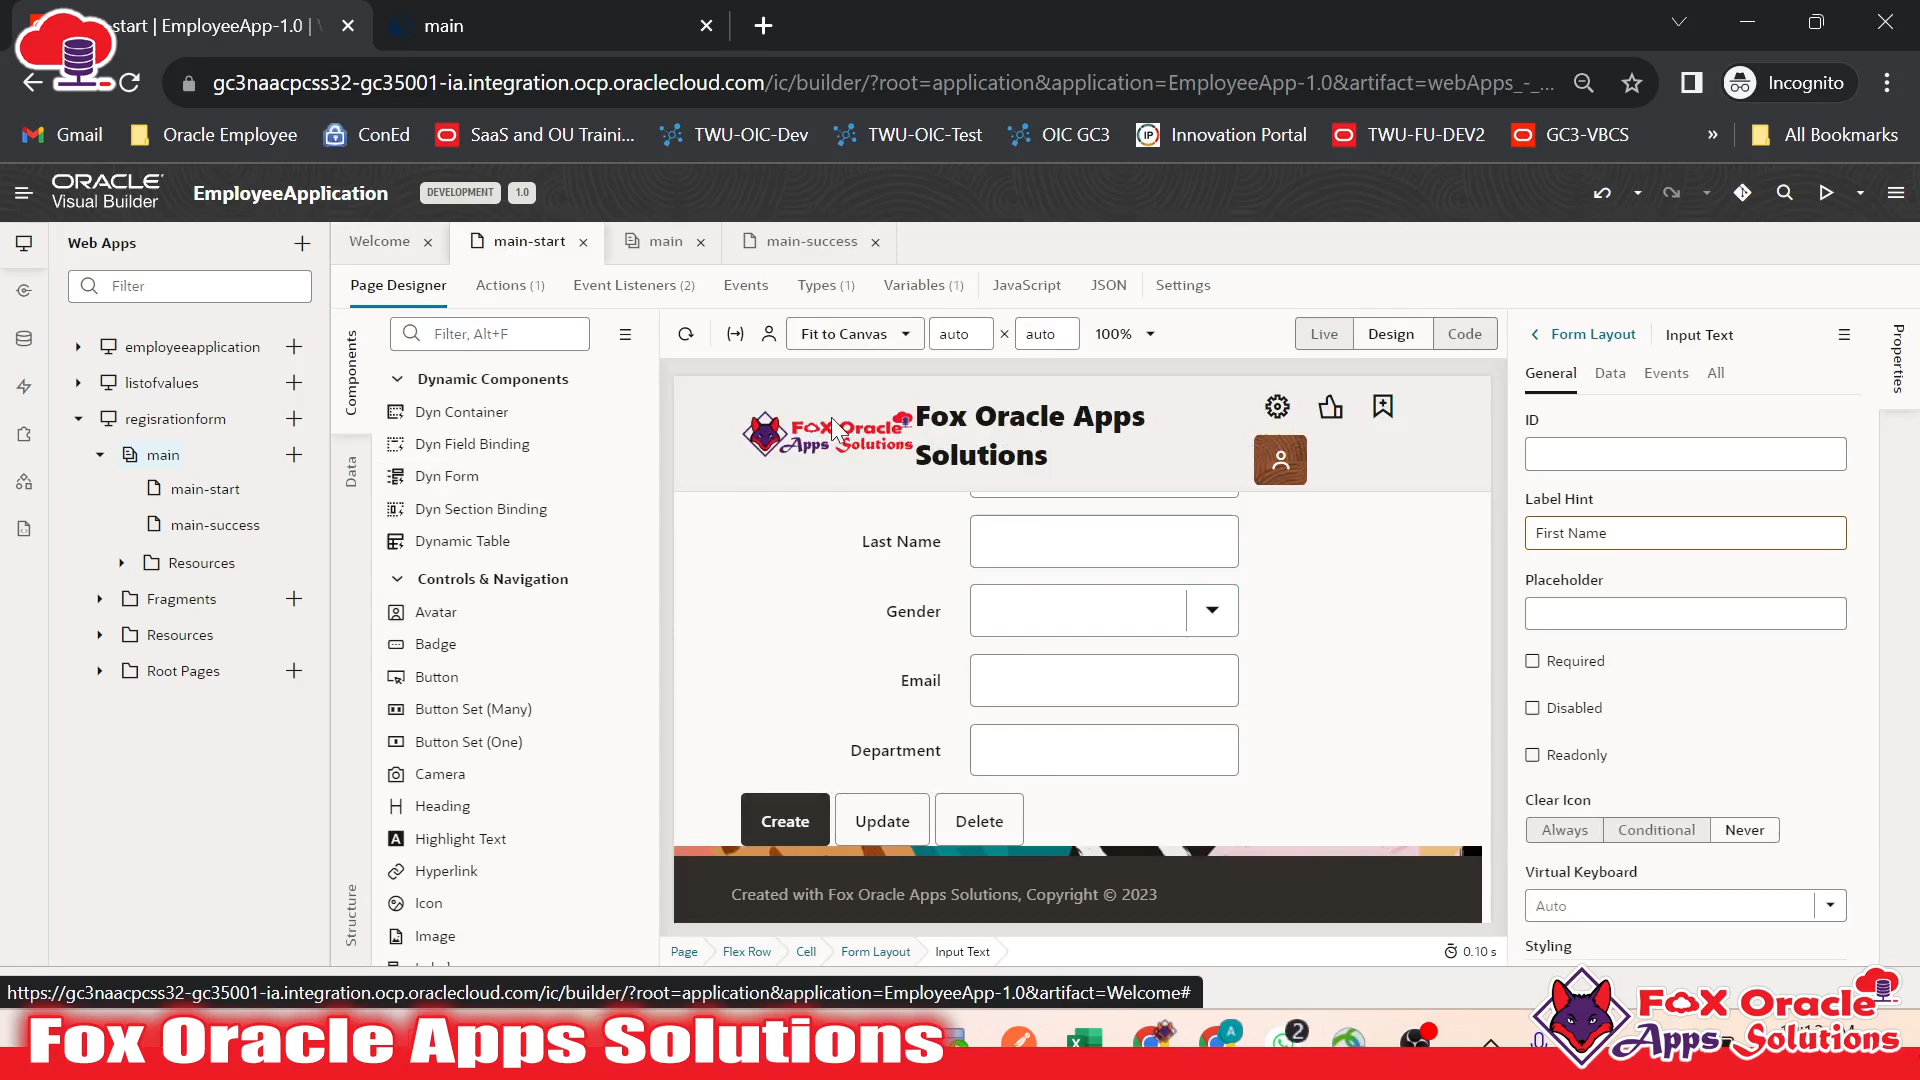 start | EmployeeApp-1.0 |
main
gc3naacpcss32-gc35001-ia.integration.ocp.oraclecloud.com/ic/builder/?root=application&application=EmployeeApp-1.0&artifact=webApps_-_...
Incognito
Gmail
Oracle Employee
ConEd
SaaS and OU Traini...
TWU-OIC-Dev
TWU-OIC-Test
OIC GC3
Innovation Portal
TWU-FU-DEV2
GC3-VBCS
»
All Bookmarks
ORACLE
Visual Builder
EmployeeApplication
DEVELOPMENT
1.0
Web Apps
Welcome
main-start
main
main-success
Filter
Page Designer
Actions (1)
Event Listeners (2)
Events
Types (1)
Variables (1)
JavaScript
JSON
Settings
employeeapplication
listofvalues
regisrationform
main
main-start
main-success
Resources
Fragments
Resources
Root Pages
Components
Data
Structure
Filter, Alt+F
Dynamic Components
Dyn Container
Dyn Field Binding
Dyn Form
Dyn Section Binding
Dynamic Table
Controls & Navigation
Avatar
Badge
Button
Button Set (Many)
Button Set (One)
Camera
Heading
Highlight Text
Hyperlink
Icon
Image
Fit to Canvas
auto
×
auto
100%
Live
Design
Code
Fox Oracle
Apps Solutions
Fox Oracle Apps
Solutions
Last Name
Gender
Email
Department
Create
Update
Delete
Created with Fox Oracle Apps Solutions, Copyright © 2023
Page
Flex Row
Cell
Form Layout
Input Text
0.10 s
Form Layout
Input Text
General
Data
Events
All
Properties
ID
Label Hint
First Name
Placeholder
Required
Disabled
Readonly
Clear Icon
Always
Conditional
Never
Virtual Keyboard
Auto
Styling
https://gc3naacpcss32-gc35001-ia.integration.ocp.oraclecloud.com/ic/builder/?root=application&application=EmployeeApp-1.0&artifact=Welcome#
Fox Oracle Apps Solutions
A
2
Fox Oracle
Apps Solutions